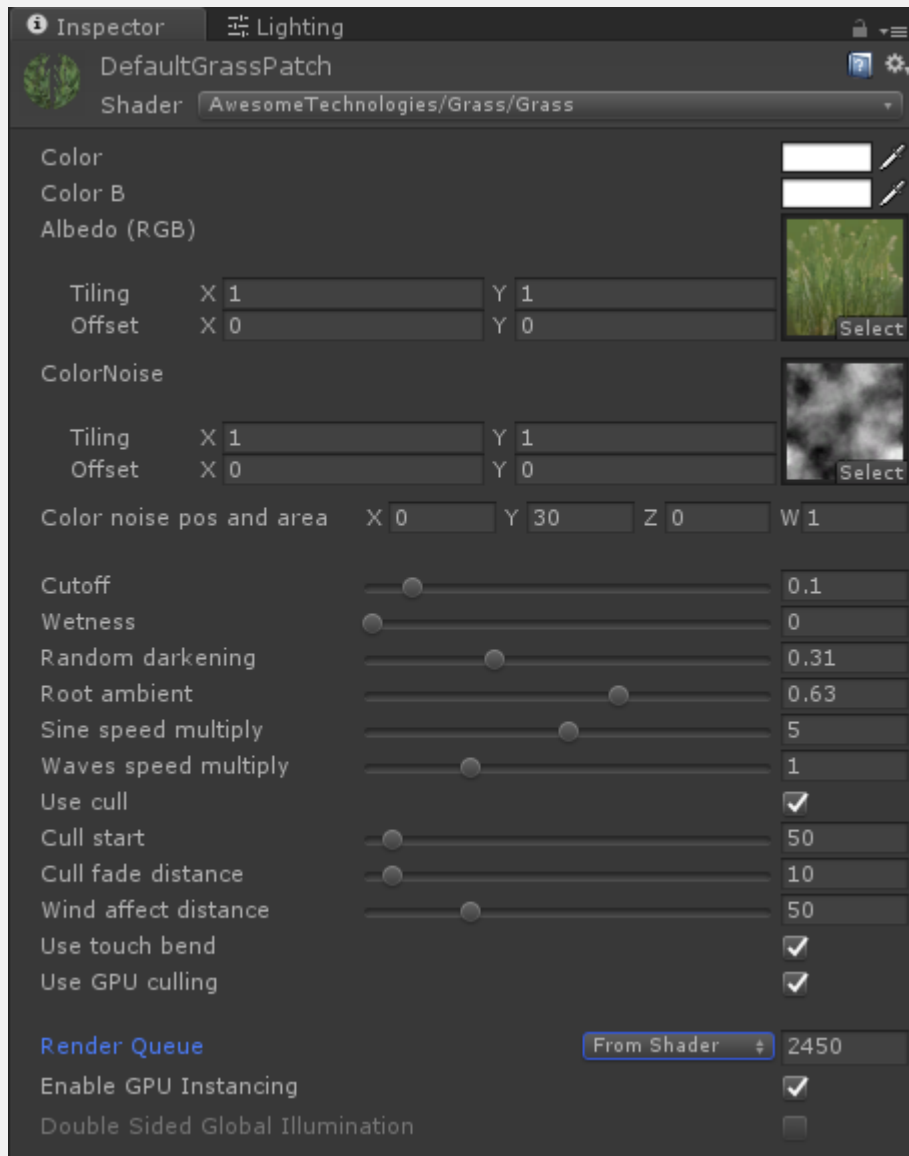 Inspector Lighting
DefaultGrassPatch
Shader AwesomeTechnologies/Grass/Grass
Color
Color B
Albedo (RGB)
Tiling X 1 Y 1
Offset X 0 Y 0
Select
ColorNoise
Tiling X 1 Y 1
Offset X 0 Y 0
Select
Color noise pos and area X 0 Y 30 Z 0 W 1
Cutoff 0.1
Wetness 0
Random darkening 0.31
Root ambient 0.63
Sine speed multiply 5
Waves speed multiply 1
Use cull
Cull start 50
Cull fade distance 10
Wind affect distance 50
Use touch bend
Use GPU culling
Render Queue From Shader 2450
Enable GPU Instancing
Double Sided Global Illumination